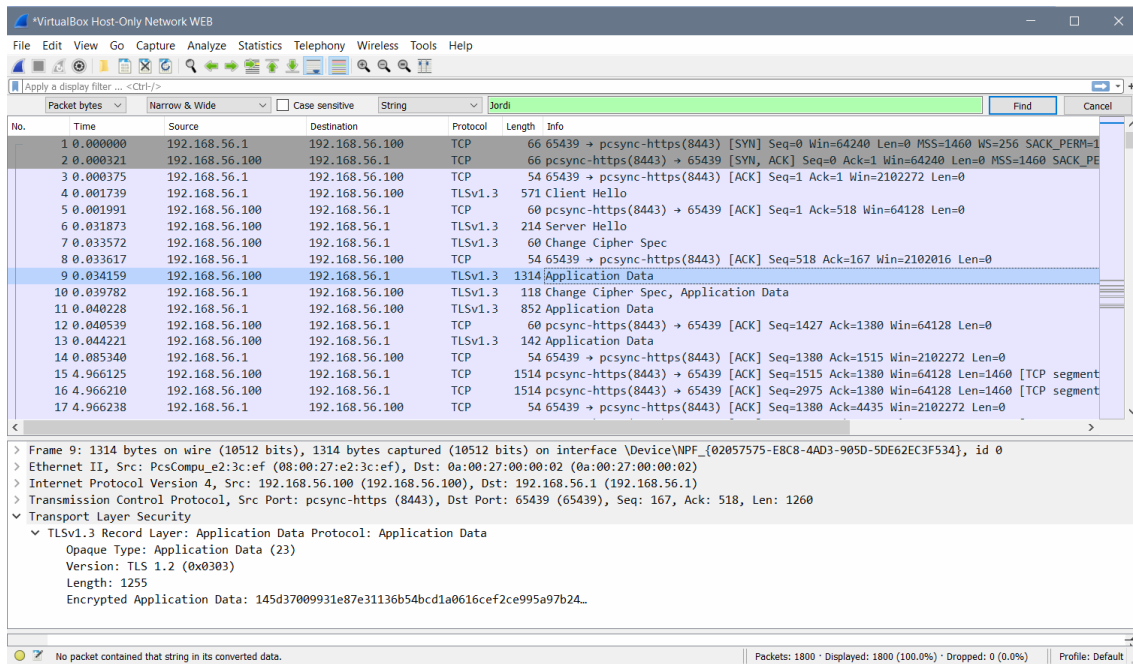 *VirtualBox Host-Only Network WEB
File Edit View Go Capture Analyze Statistics Telephony Wireless Tools Help
Apply a display filter ... <Ctrl-/>
Packet bytes Narrow & Wide Case sensitive String Jordi Find Cancel
No. Time Source Destination Protocol Length Info
1 0.000000 192.168.56.1 192.168.56.100 TCP 66 65439 → pcsync-https(8443) [SYN] Seq=0 Win=64240 Len=0 MSS=1460 WS=256 SACK_PERM=1
2 0.000321 192.168.56.100 192.168.56.1 TCP 66 pcsync-https(8443) → 65439 [SYN, ACK] Seq=0 Ack=1 Win=64240 Len=0 MSS=1460 SACK_PE
3 0.000375 192.168.56.1 192.168.56.100 TCP 54 65439 → pcsync-https(8443) [ACK] Seq=1 Ack=1 Win=2102272 Len=0
4 0.001739 192.168.56.1 192.168.56.100 TLSv1.3 571 Client Hello
5 0.001991 192.168.56.100 192.168.56.1 TCP 60 pcsync-https(8443) → 65439 [ACK] Seq=1 Ack=518 Win=64128 Len=0
6 0.031873 192.168.56.100 192.168.56.1 TLSv1.3 214 Server Hello
7 0.033572 192.168.56.100 192.168.56.1 TLSv1.3 60 Change Cipher Spec
8 0.033617 192.168.56.1 192.168.56.100 TCP 54 65439 → pcsync-https(8443) [ACK] Seq=518 Ack=167 Win=2102016 Len=0
9 0.034159 192.168.56.100 192.168.56.1 TLSv1.3 1314 Application Data
10 0.039782 192.168.56.1 192.168.56.100 TLSv1.3 118 Change Cipher Spec, Application Data
11 0.040228 192.168.56.1 192.168.56.100 TLSv1.3 852 Application Data
12 0.040539 192.168.56.100 192.168.56.1 TCP 60 pcsync-https(8443) → 65439 [ACK] Seq=1427 Ack=1380 Win=64128 Len=0
13 0.044221 192.168.56.100 192.168.56.1 TLSv1.3 142 Application Data
14 0.085340 192.168.56.1 192.168.56.100 TCP 54 65439 → pcsync-https(8443) [ACK] Seq=1380 Ack=1515 Win=2102272 Len=0
15 4.966125 192.168.56.100 192.168.56.1 TCP 1514 pcsync-https(8443) → 65439 [ACK] Seq=1515 Ack=1380 Win=64128 Len=1460 [TCP segment
16 4.966210 192.168.56.100 192.168.56.1 TCP 1514 pcsync-https(8443) → 65439 [ACK] Seq=2975 Ack=1380 Win=64128 Len=1460 [TCP segment
17 4.966238 192.168.56.1 192.168.56.100 TCP 54 65439 → pcsync-https(8443) [ACK] Seq=1380 Ack=4435 Win=2102272 Len=0
Frame 9: 1314 bytes on wire (10512 bits), 1314 bytes captured (10512 bits) on interface \Device\NPF_{02057575-E8C8-4AD3-905D-5DE62EC3F534}, id 0
Ethernet II, Src: PcsCompu_e2:3c:ef (08:00:27:e2:3c:ef), Dst: 0a:00:27:00:00:02 (0a:00:27:00:00:02)
Internet Protocol Version 4, Src: 192.168.56.100 (192.168.56.100), Dst: 192.168.56.1 (192.168.56.1)
Transmission Control Protocol, Src Port: pcsync-https (8443), Dst Port: 65439 (65439), Seq: 167, Ack: 518, Len: 1260
Transport Layer Security
TLSv1.3 Record Layer: Application Data Protocol: Application Data
Opaque Type: Application Data (23)
Version: TLS 1.2 (0x0303)
Length: 1255
Encrypted Application Data: 145d37009931e87e31136b54bcd1a0616cef2ce995a97b24…
No packet contained that string in its converted data. Packets: 1800 · Displayed: 1800 (100.0%) · Dropped: 0 (0.0%) Profile: Default